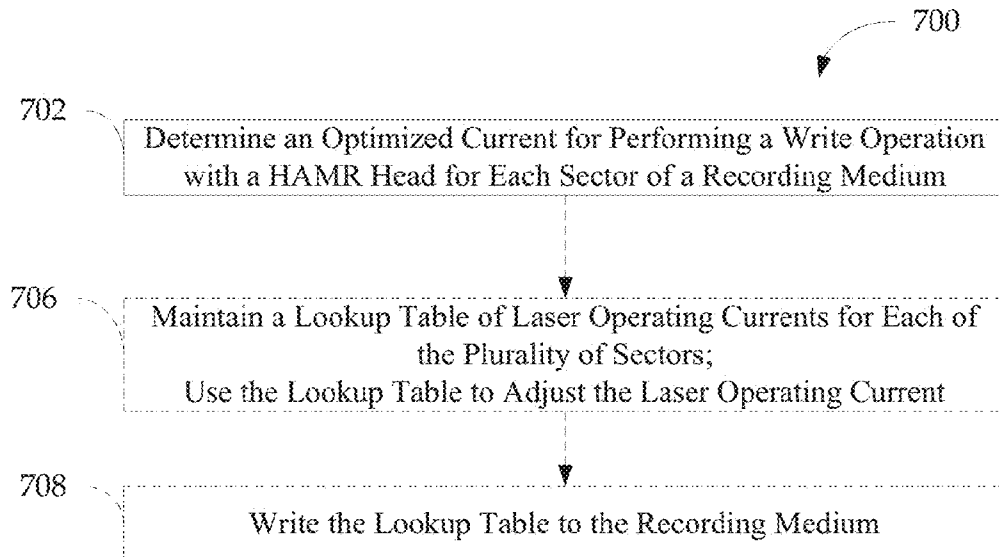 700
702
Determine an Optimized Current for Performing a Write Operation
with a HAMR Head for Each Sector of a Recording Medium
706
Maintain a Lookup Table of Laser Operating Currents for Each of
the Plurality of Sectors;
Use the Lookup Table to Adjust the Laser Operating Current
708
Write the Lookup Table to the Recording Medium